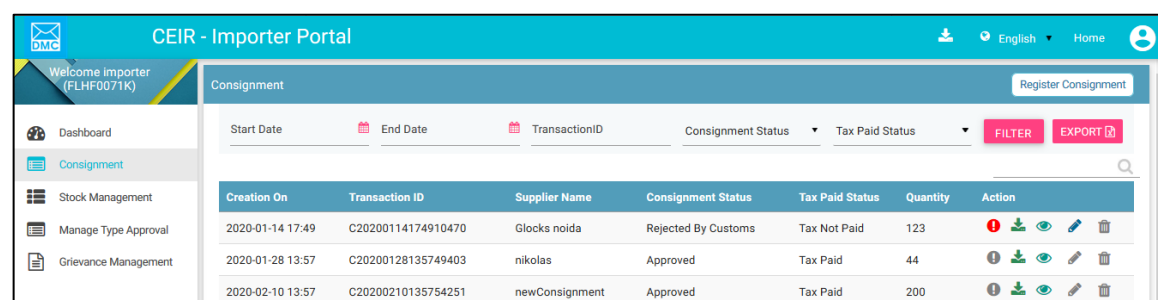 DMC
CEIR - Importer Portal
English
Home
Welcome importer
(FLHF0071K)
Consignment
Register Consignment
Dashboard
Consignment
Stock Management
Manage Type Approval
Grievance Management
Start Date
End Date
TransactionID
Consignment Status
Tax Paid Status
FILTER
EXPORT
Creation On Transaction ID Supplier Name Consignment Status Tax Paid Status Quantity Action
2020-01-14 17:49 C20200114174910470 Glocks noida Rejected By Customs Tax Not Paid 123
2020-01-28 13:57 C20200128135749403 nikolas Approved Tax Paid 44
2020-02-10 13:57 C20200210135754251 newConsignment Approved Tax Paid 200